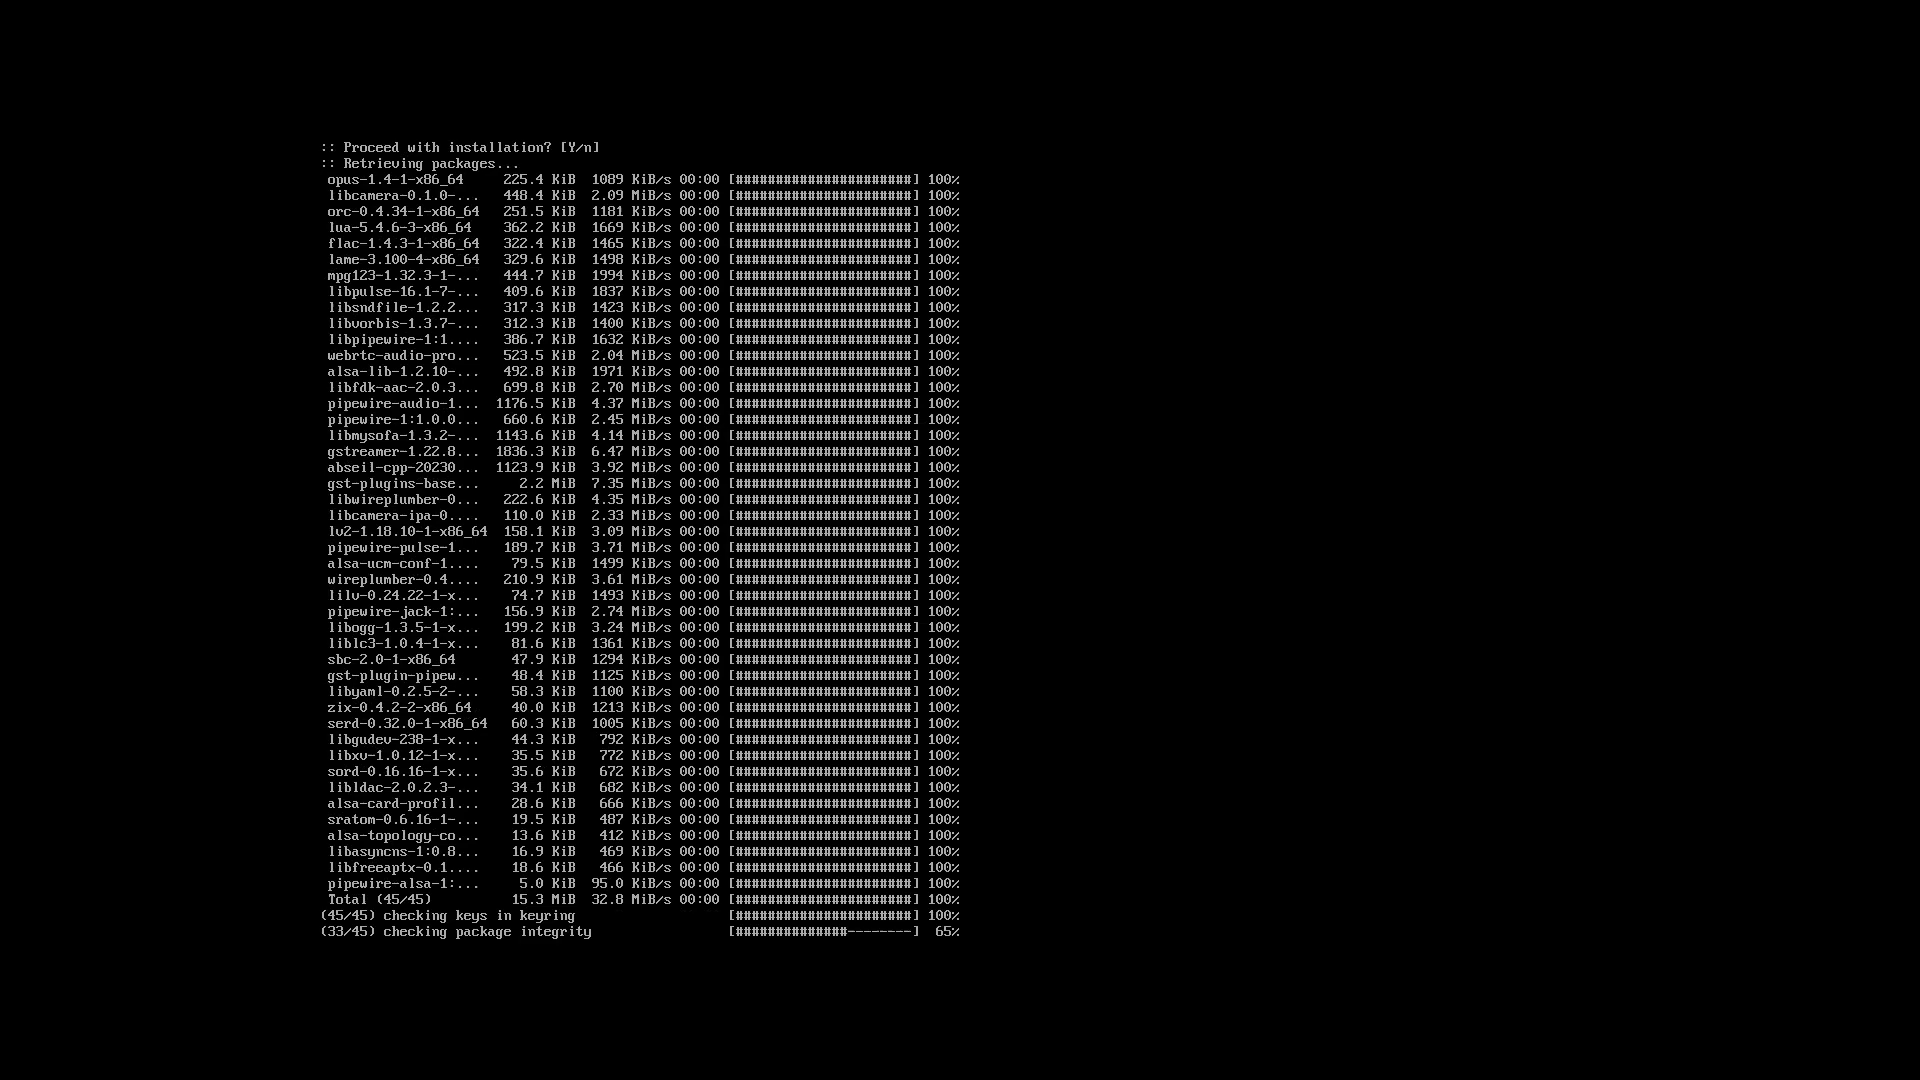 :: Proceed with installation? [Y/n]
:: Retrieving packages...
opus-1.4-1-x86_64 225.4 KiB 1089 KiB/s 00:00 [######################] 100%
libcamera-0.1.0-... 448.4 KiB 2.09 MiB/s 00:00 [######################] 100%
orc-0.4.34-1-x86_64 251.5 KiB 1181 KiB/s 00:00 [######################] 100%
lua-5.4.6-3-x86_64 362.2 KiB 1669 KiB/s 00:00 [######################] 100%
flac-1.4.3-1-x86_64 322.4 KiB 1465 KiB/s 00:00 [######################] 100%
lame-3.100-4-x86_64 329.6 KiB 1498 KiB/s 00:00 [######################] 100%
mpg123-1.32.3-1-... 444.7 KiB 1994 KiB/s 00:00 [######################] 100%
libpulse-16.1-7-... 409.6 KiB 1837 KiB/s 00:00 [######################] 100%
libsndfile-1.2.2... 317.3 KiB 1423 KiB/s 00:00 [######################] 100%
libvorbis-1.3.7-... 312.3 KiB 1400 KiB/s 00:00 [######################] 100%
libpipewire-1:1.... 386.7 KiB 1632 KiB/s 00:00 [######################] 100%
webrtc-audio-pro... 523.5 KiB 2.04 MiB/s 00:00 [######################] 100%
alsa-lib-1.2.10-... 492.8 KiB 1971 KiB/s 00:00 [######################] 100%
libfdk-aac-2.0.3... 699.8 KiB 2.70 MiB/s 00:00 [######################] 100%
pipewire-audio-1... 1176.5 KiB 4.37 MiB/s 00:00 [######################] 100%
pipewire-1:1.0.0... 660.6 KiB 2.45 MiB/s 00:00 [######################] 100%
libmysofa-1.3.2-... 1143.6 KiB 4.14 MiB/s 00:00 [######################] 100%
gstreamer-1.22.8... 1836.3 KiB 6.47 MiB/s 00:00 [######################] 100%
abseil-cpp-20230... 1123.9 KiB 3.92 MiB/s 00:00 [######################] 100%
gst-plugins-base... 2.2 MiB 7.35 MiB/s 00:00 [######################] 100%
libwireplumber-0... 222.6 KiB 4.35 MiB/s 00:00 [######################] 100%
libcamera-ipa-0.... 110.0 KiB 2.33 MiB/s 00:00 [######################] 100%
lv2-1.18.10-1-x86_64 158.1 KiB 3.09 MiB/s 00:00 [######################] 100%
pipewire-pulse-1... 189.7 KiB 3.71 MiB/s 00:00 [######################] 100%
alsa-ucm-conf-1.... 79.5 KiB 1499 KiB/s 00:00 [######################] 100%
wireplumber-0.4.... 210.9 KiB 3.61 MiB/s 00:00 [######################] 100%
lilv-0.24.22-1-x... 74.7 KiB 1493 KiB/s 00:00 [######################] 100%
pipewire-jack-1:... 156.9 KiB 2.74 MiB/s 00:00 [######################] 100%
libogg-1.3.5-1-x... 199.2 KiB 3.24 MiB/s 00:00 [######################] 100%
liblc3-1.0.4-1-x... 81.6 KiB 1361 KiB/s 00:00 [######################] 100%
sbc-2.0-1-x86_64 47.9 KiB 1294 KiB/s 00:00 [######################] 100%
gst-plugin-pipew... 48.4 KiB 1125 KiB/s 00:00 [######################] 100%
libyaml-0.2.5-2-... 58.3 KiB 1100 KiB/s 00:00 [######################] 100%
zix-0.4.2-2-x86_64 40.0 KiB 1213 KiB/s 00:00 [######################] 100%
serd-0.32.0-1-x86_64 60.3 KiB 1005 KiB/s 00:00 [######################] 100%
libgudev-238-1-x... 44.3 KiB 792 KiB/s 00:00 [######################] 100%
libxv-1.0.12-1-x... 35.5 KiB 772 KiB/s 00:00 [######################] 100%
sord-0.16.16-1-x... 35.6 KiB 672 KiB/s 00:00 [######################] 100%
libldac-2.0.2.3-... 34.1 KiB 682 KiB/s 00:00 [######################] 100%
alsa-card-profil... 28.6 KiB 666 KiB/s 00:00 [######################] 100%
sratom-0.6.16-1-... 19.5 KiB 487 KiB/s 00:00 [######################] 100%
alsa-topology-co... 13.6 KiB 412 KiB/s 00:00 [######################] 100%
libasyncns-1:0.8... 16.9 KiB 469 KiB/s 00:00 [######################] 100%
libfreeaptx-0.1.... 18.6 KiB 466 KiB/s 00:00 [######################] 100%
pipewire-alsa-1:... 5.0 KiB 95.0 KiB/s 00:00 [######################] 100%
Total (45/45) 15.3 MiB 32.8 MiB/s 00:00 [######################] 100%
(45/45) checking keys in keyring [######################] 100%
(33/45) checking package integrity [##############--------] 65%